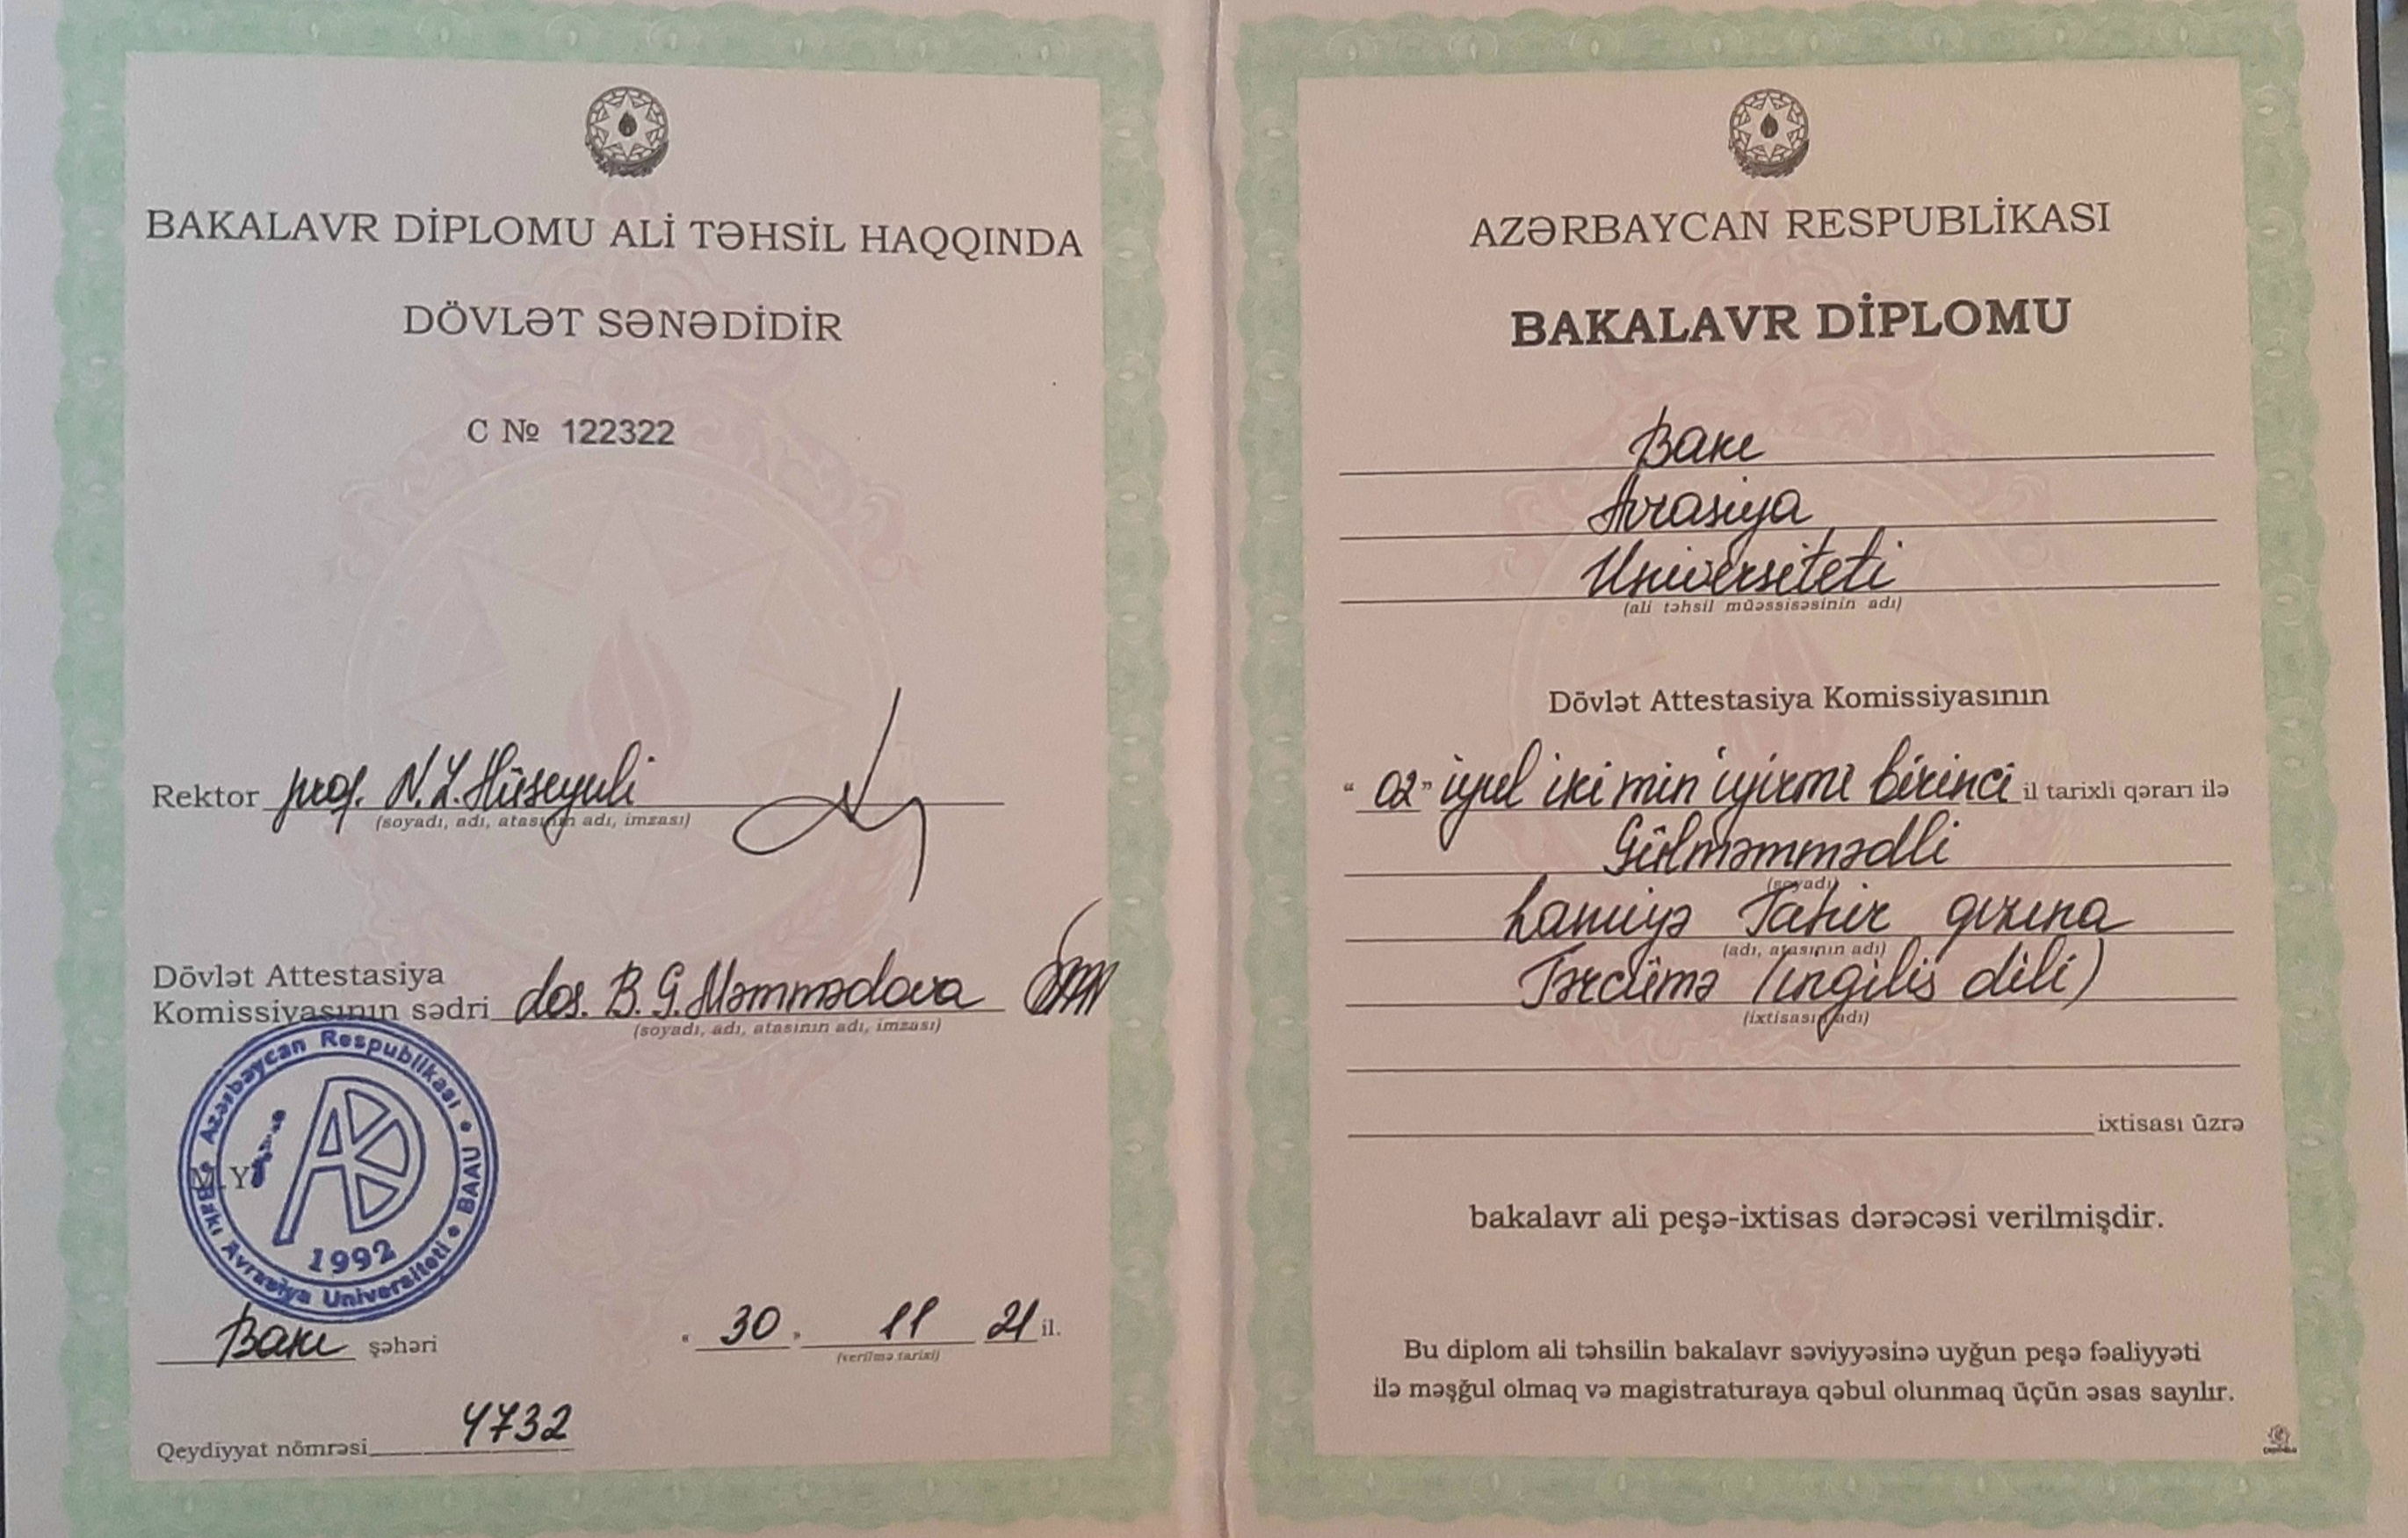 BAKALAVR DİPLOMU ALİ TƏHSİL HAQQINDA
DÖVLƏT SƏNƏDİDİR
C № 122322
Rektor prof. N.Y.Hüseynli
(soyadı, adı, atasının adı, imzası)
Dövlət Attestasiya
Komissiyasının sədri dos. B.G.Məmmədova
(soyadı, adı, atasının adı, imzası)
Azərbaycan Respublikası • BAAU • Bakı Avrasiya Universiteti •
1992
M.Y
Bakı şəhəri
"30" 11 21 il.
(verilmə tarixi)
Qeydiyyat nömrəsi 4732
AZƏRBAYCAN RESPUBLİKASI
BAKALAVR DİPLOMU
Bakı
Avrasiya
Universiteti
(ali təhsil müəssisəsinin adı)
Dövlət Attestasiya Komissiyasının
"02" iyul iki min iyirmi birinci il tarixli qərarı ilə
Gülməmmədli
(soyadı)
Lamiyə Tahir qızına
(adı, atasının adı)
Tərcümə (ingilis dili)
(ixtisasın adı)
ixtisası üzrə
bakalavr ali peşə-ixtisas dərəcəsi verilmişdir.
Bu diplom ali təhsilin bakalavr səviyyəsinə uyğun peşə fəaliyyəti
ilə məşğul olmaq və magistraturaya qəbul olunmaq üçün əsas sayılır.